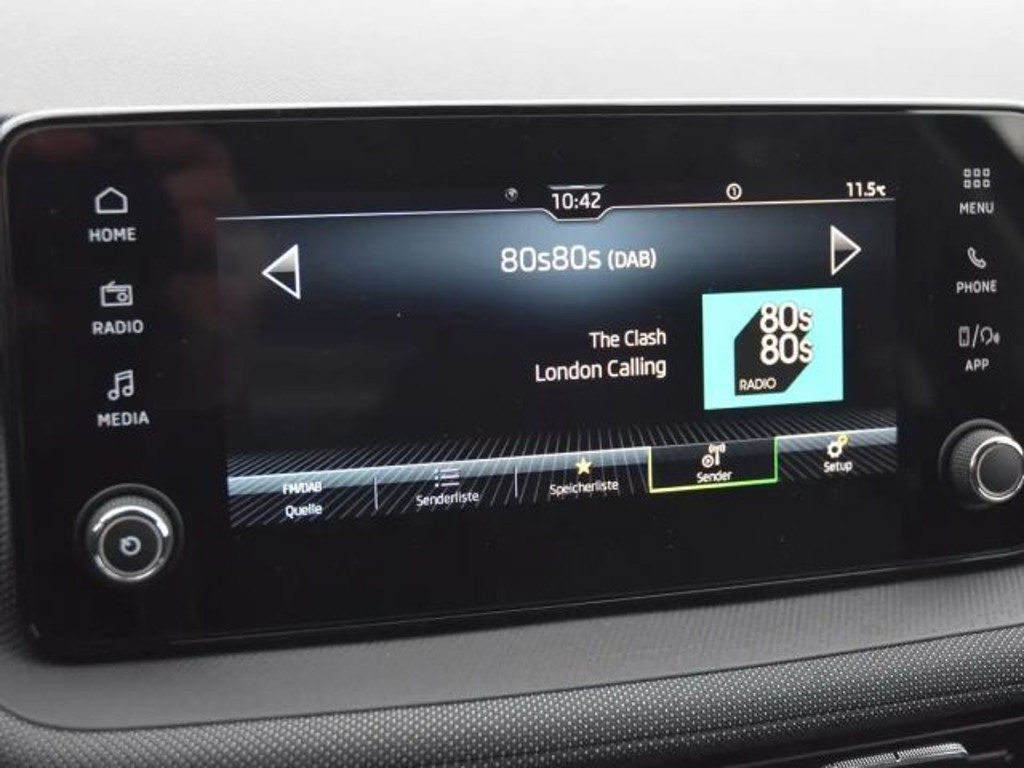 HOME
RADIO
MEDIA
10:42
1
11.5℃
80s80s (DAB)
The Clash
London Calling
80s
80s
RADIO
FM/DAB
Quelle
Senderliste
Speicherliste
Sender
Setup
MENU
PHONE
APP